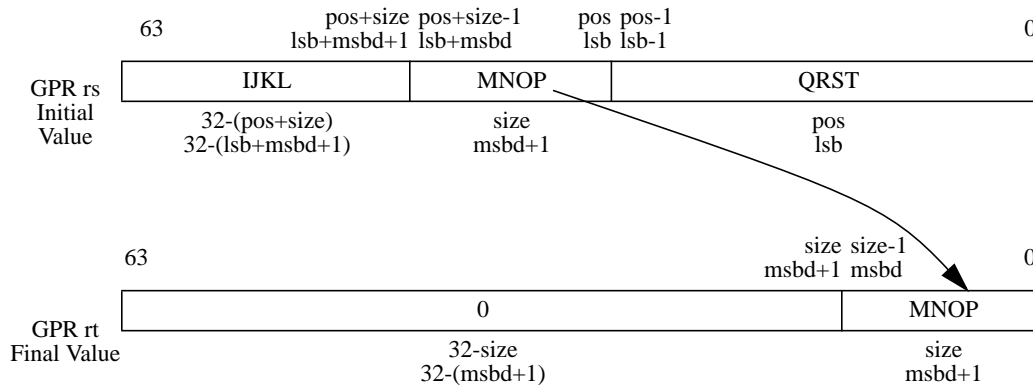 63 pos+size pos+size-1 pos pos-1 0
lsb+msbd+1 lsb+msbd lsb lsb-1
GPR rs
Initial
Value
IJKL MNOP QRST
32-(pos+size) size pos
32-(lsb+msbd+1) msbd+1 lsb
63 size size-1 0
msbd+1 msbd
GPR rt
Final Value
0 MNOP
32-size size
32-(msbd+1) msbd+1